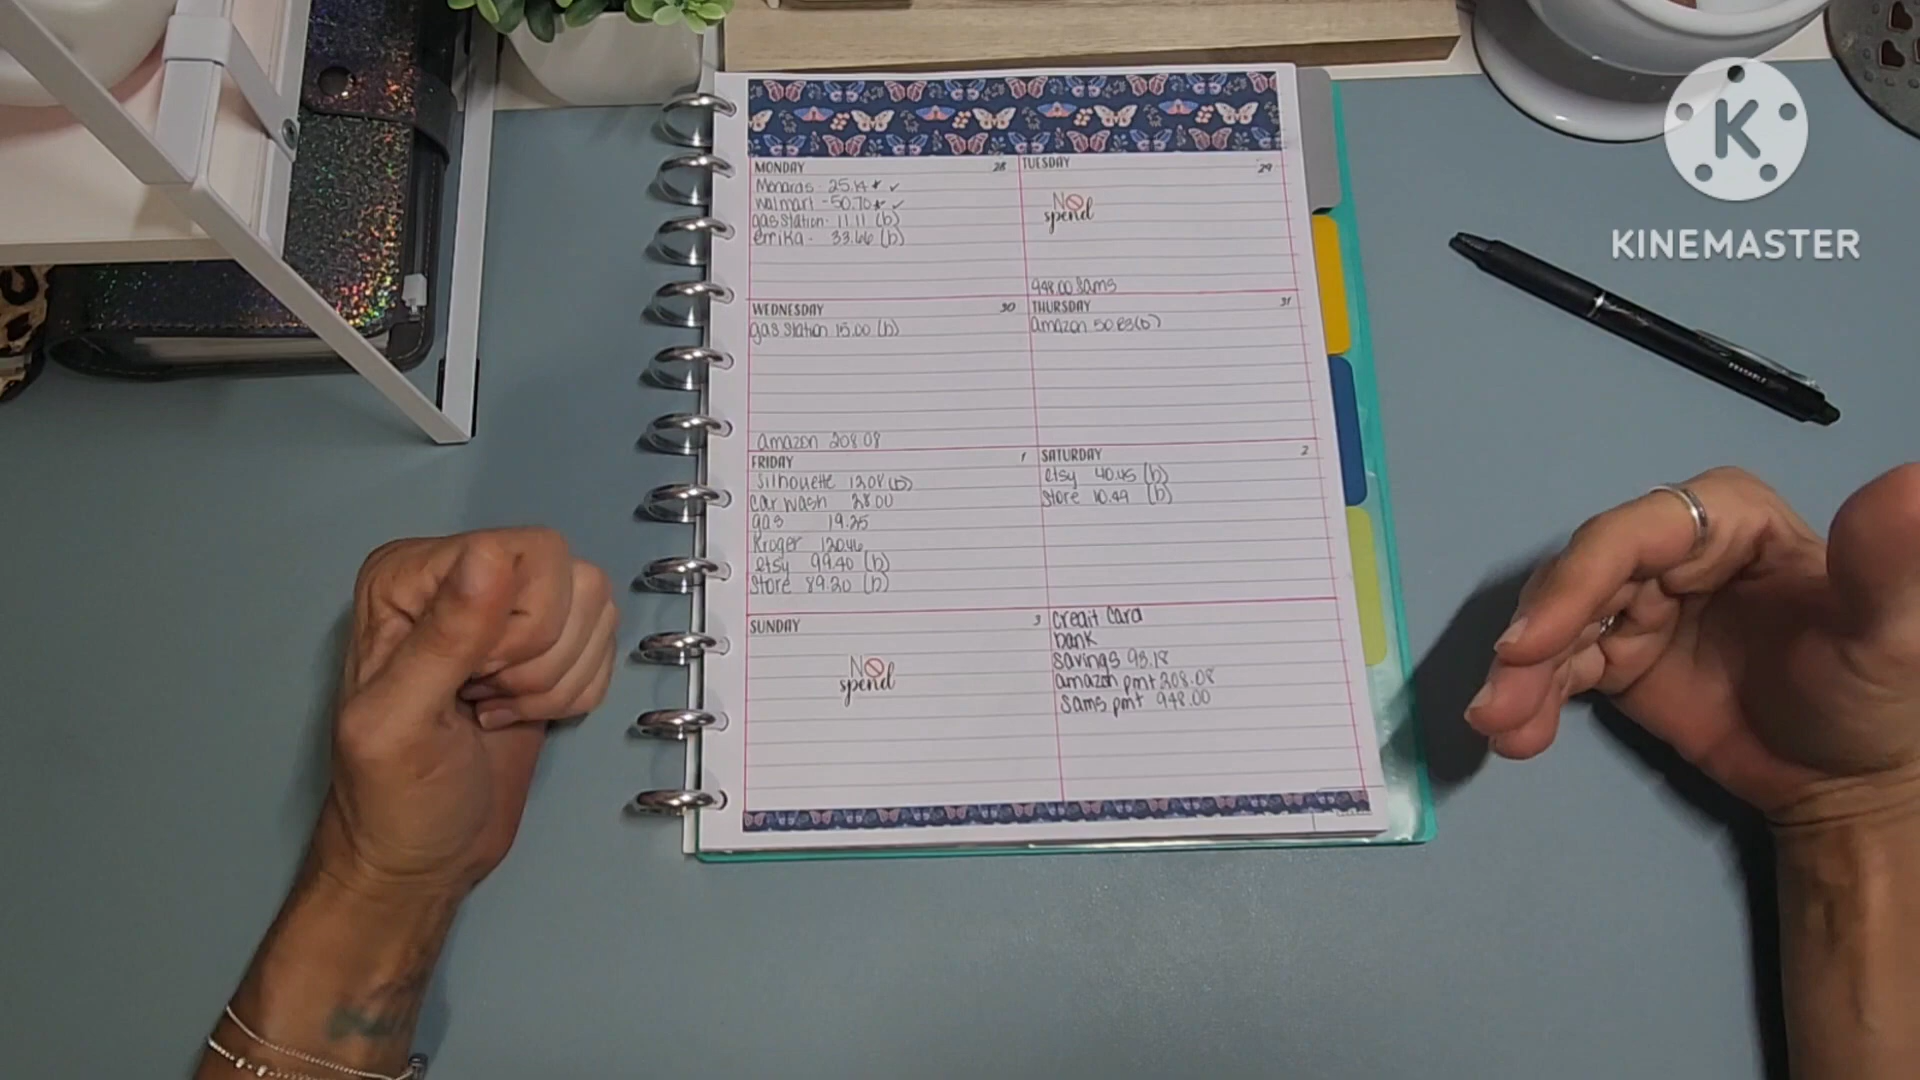 KINEMASTER
MONDAY 28
Menards - 25.14 * ✓
walmart - 50.70 * ✓
gas station - 11.11 (b)
errika - 33.66 (b)
TUESDAY 29
NO
spend
948.00 Sams
WEDNESDAY 30
gas station 15.00 (b)
amazon 208.08
THURSDAY 31
amazon 50.83 (b)
FRIDAY 1
Silhouette (b)
car wash 28.00
gas 19.25
Kroger 120.46
etsy 99.40 (b)
Store 89.20 (b)
SATURDAY 2
etsy 40.45 (b)
Store 10.49 (b)
SUNDAY 3
NO
spend
Credit Card
bank
savings 93.18
amazon pmt 208.08
Sams pmt 948.00